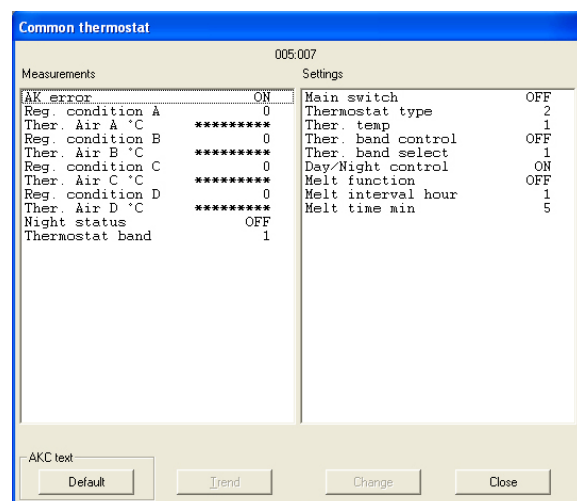 Common thermostat
005:007
Measurements
Settings
AK error ON
Reg. condition A 0
Ther. Air A °C *********
Reg. condition B 0
Ther. Air B °C *********
Reg. condition C 0
Ther. Air C °C *********
Reg. condition D 0
Ther. Air D °C *********
Night status OFF
Thermostat band 1
Main switch OFF
Thermostat type 2
Ther. temp 1
Ther. band control OFF
Ther. band select 1
Day/Night control ON
Melt function OFF
Melt interval hour 1
Melt time min 5
AKC text
Default
Trend
Change
Close